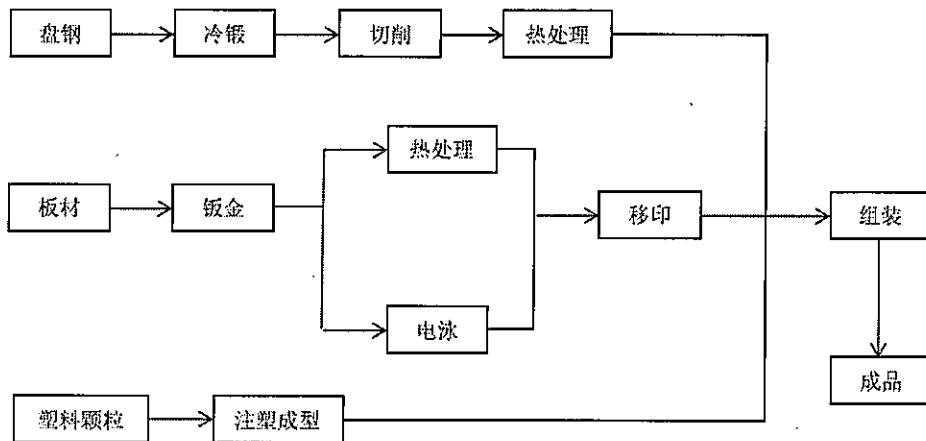 盘钢
冷锻
切削
热处理
热处理
板材
钣金
移印
组装
电泳
成品
塑料颗粒
注塑成型